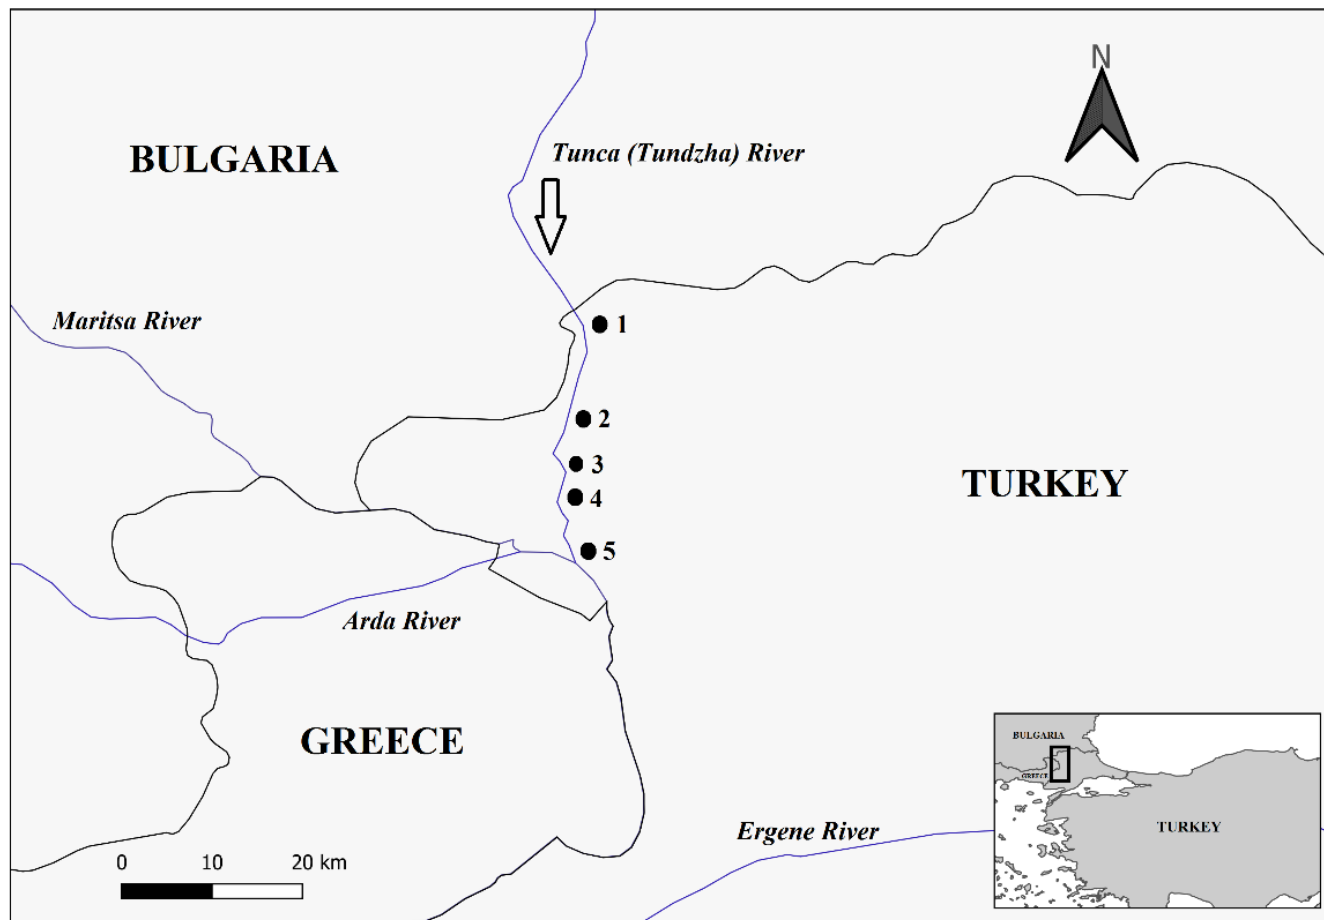 N
Tunca (Tundzha) River
BULGARIA
Maritsa River
1
2
3
4
5
TURKEY
Arda River
GREECE
Ergene River
0 10 20 km
BULGARIA
GREECE
TURKEY